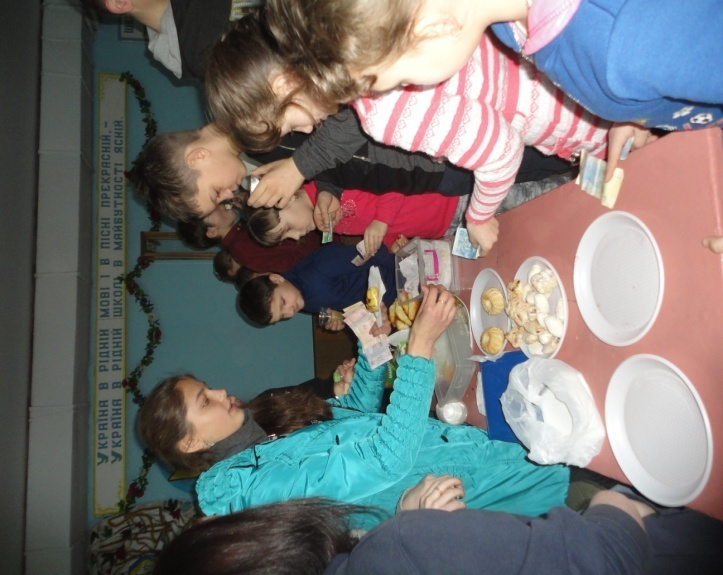 Україна в рідній мові і в пісні прекрасній, –
Україна в рідній школі, в майбутності ясній.